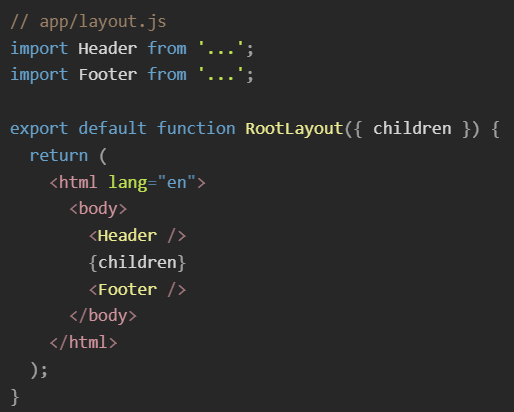 // app/layout.js
import Header from '...';
import Footer from '...';

export default function RootLayout({ children }) {
  return (
    <html lang="en">
      <body>
        <Header />
        {children}
        <Footer />
      </body>
    </html>
  );
}